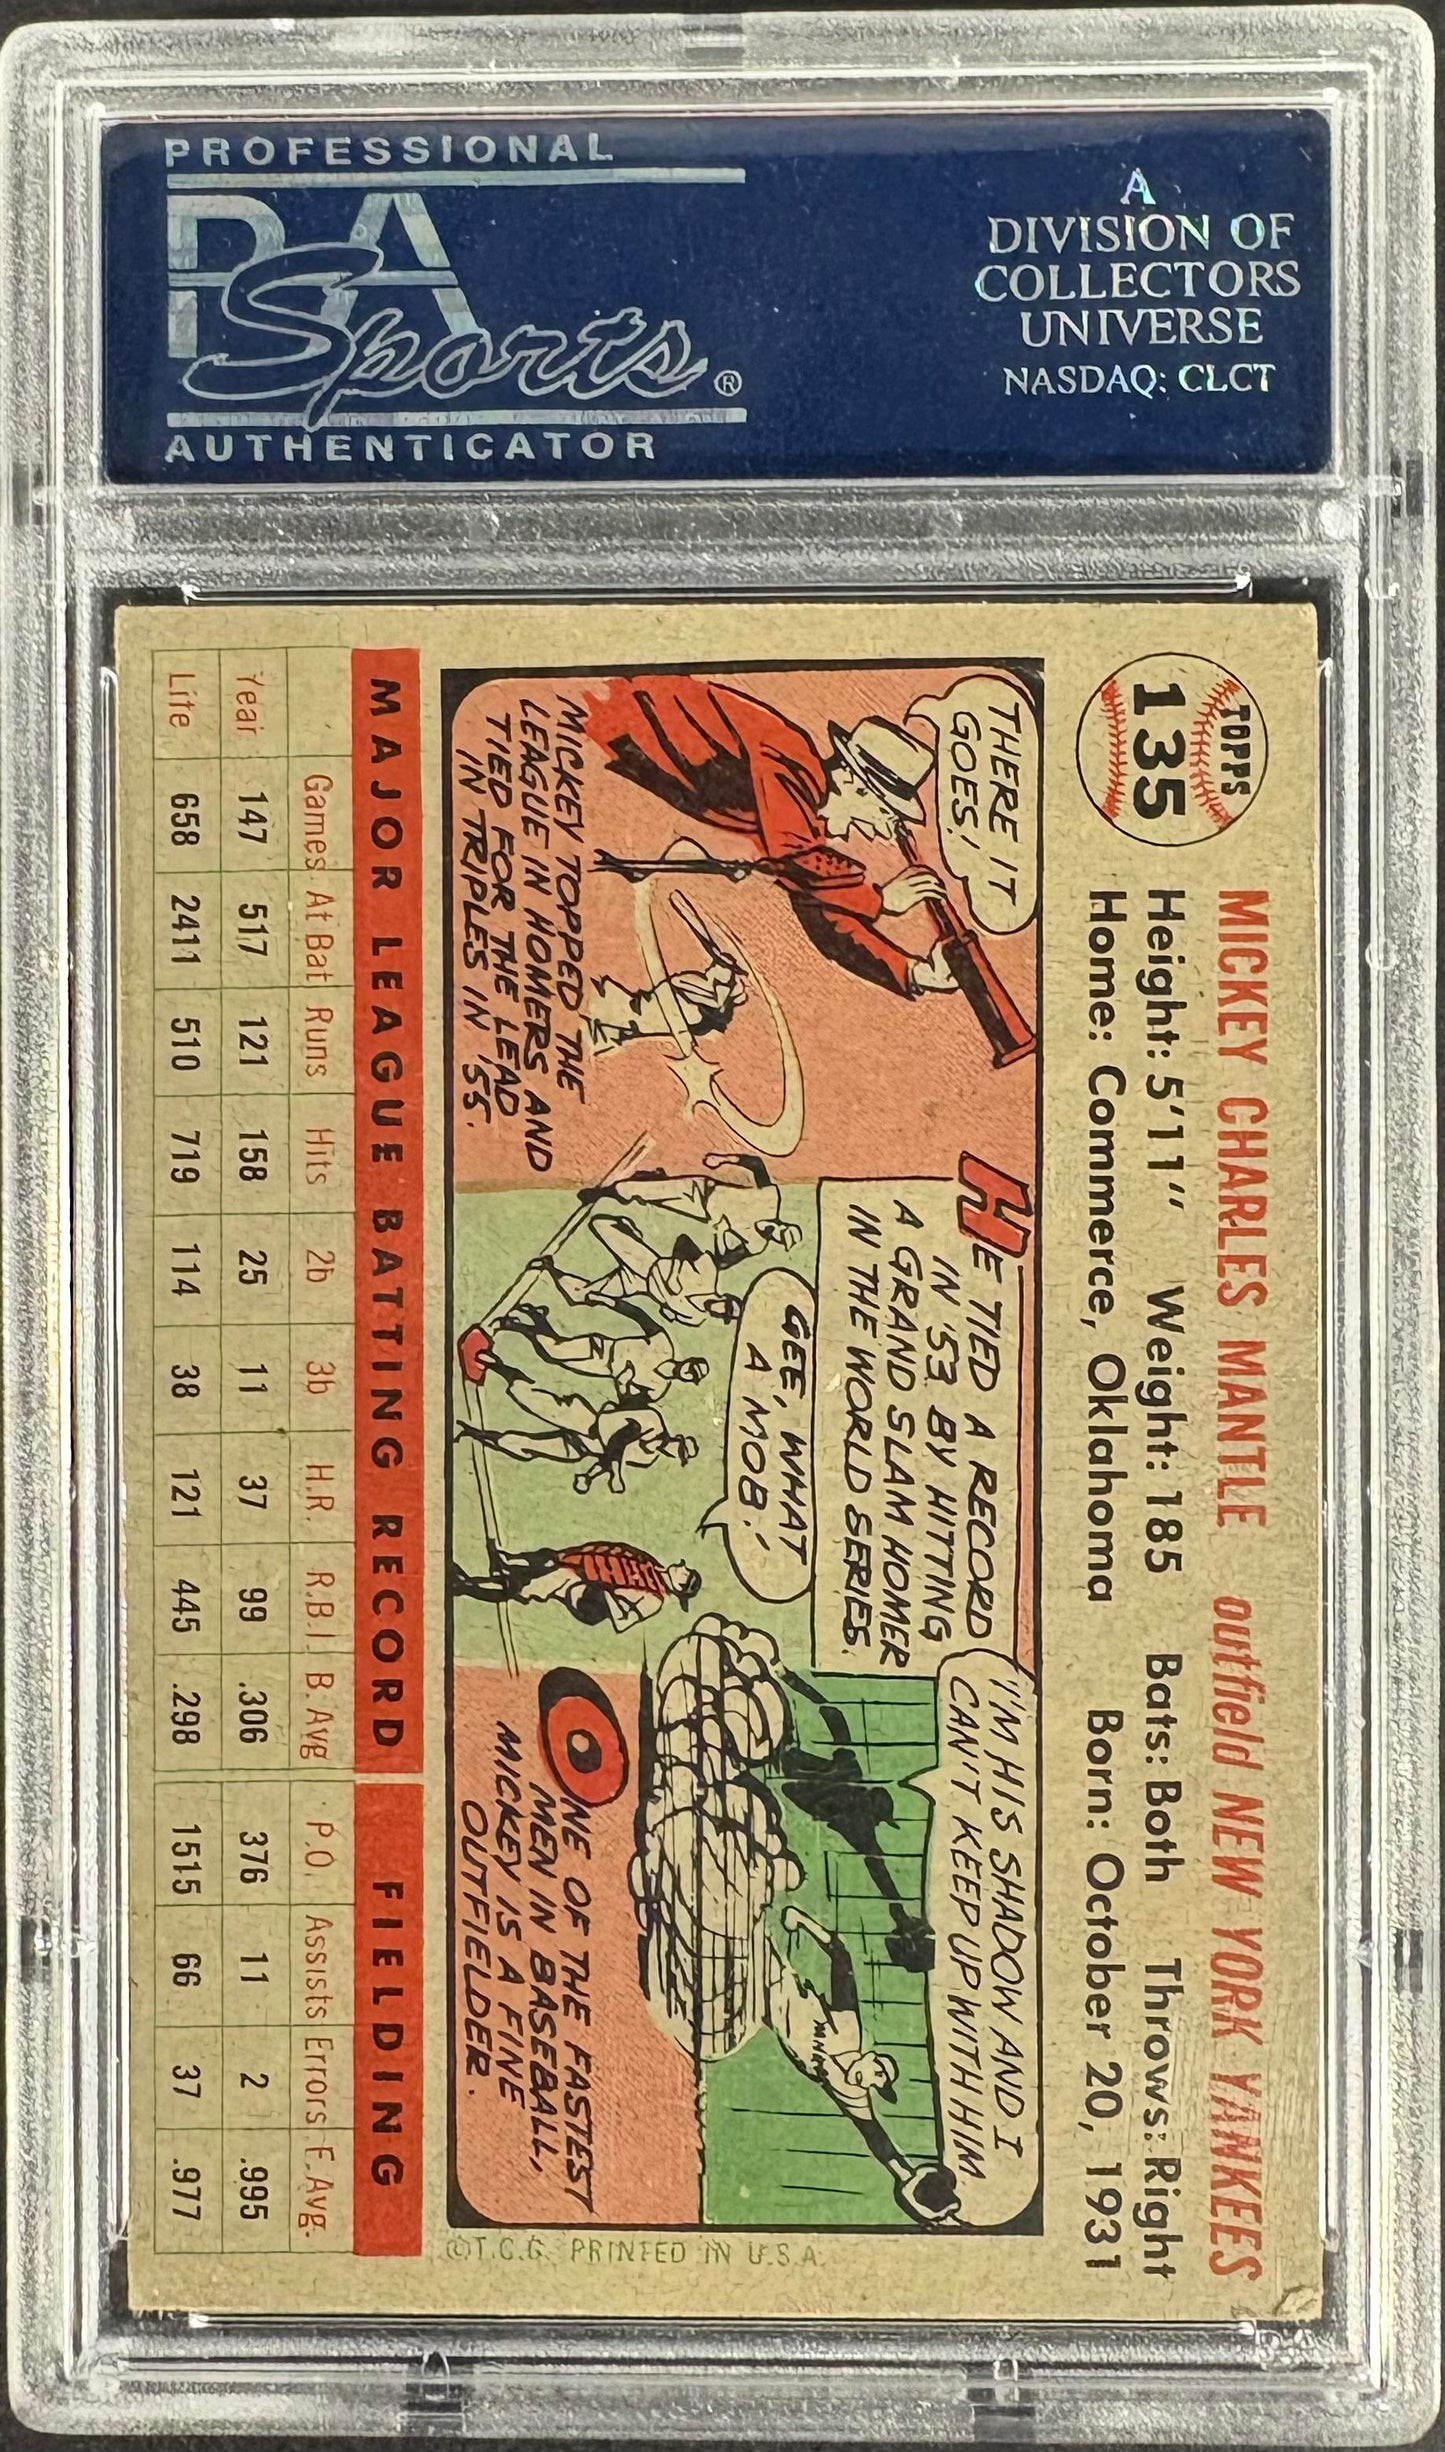 PROFESSIONAL
PSA
Sports®
AUTHENTICATOR
A
DIVISION OF
COLLECTORS
UNIVERSE
NASDAQ: CLCT
TOPPS
135
MICKEY CHARLES MANTLE outfield NEW YORK YANKEES
Height: 5'11" Weight: 185 Bats: Both Throws: Right
Home: Commerce, Oklahoma Born: October 20, 1931
THERE IT
GOES!
MICKEY TOPPED THE
LEAGUE IN HOMERS AND
TIED FOR THE LEAD
IN TRIPLES IN '55.
HE TIED A RECORD
IN '53 BY HITTING
A GRAND SLAM HOMER
IN THE WORLD SERIES.
GEE, WHAT
A MOB!
I'M HIS SHADOW AND I
CAN'T KEEP UP WITH HIM.
ONE OF THE FASTEST
MEN IN BASEBALL,
MICKEY IS A FINE
OUTFIELDER.
©T.C.G. PRINTED IN U.S.A.
MAJOR LEAGUE BATTING RECORD FIELDING
Games At Bat Runs Hits 2b 3b H.R. R.B.I. B. Avg. P.O. Assists Errors F. Avg.
Year 147 517 121 158 25 11 37 99 .306 376 11 2 .995
Life 658 2411 510 719 114 38 121 445 .298 1515 66 37 .977